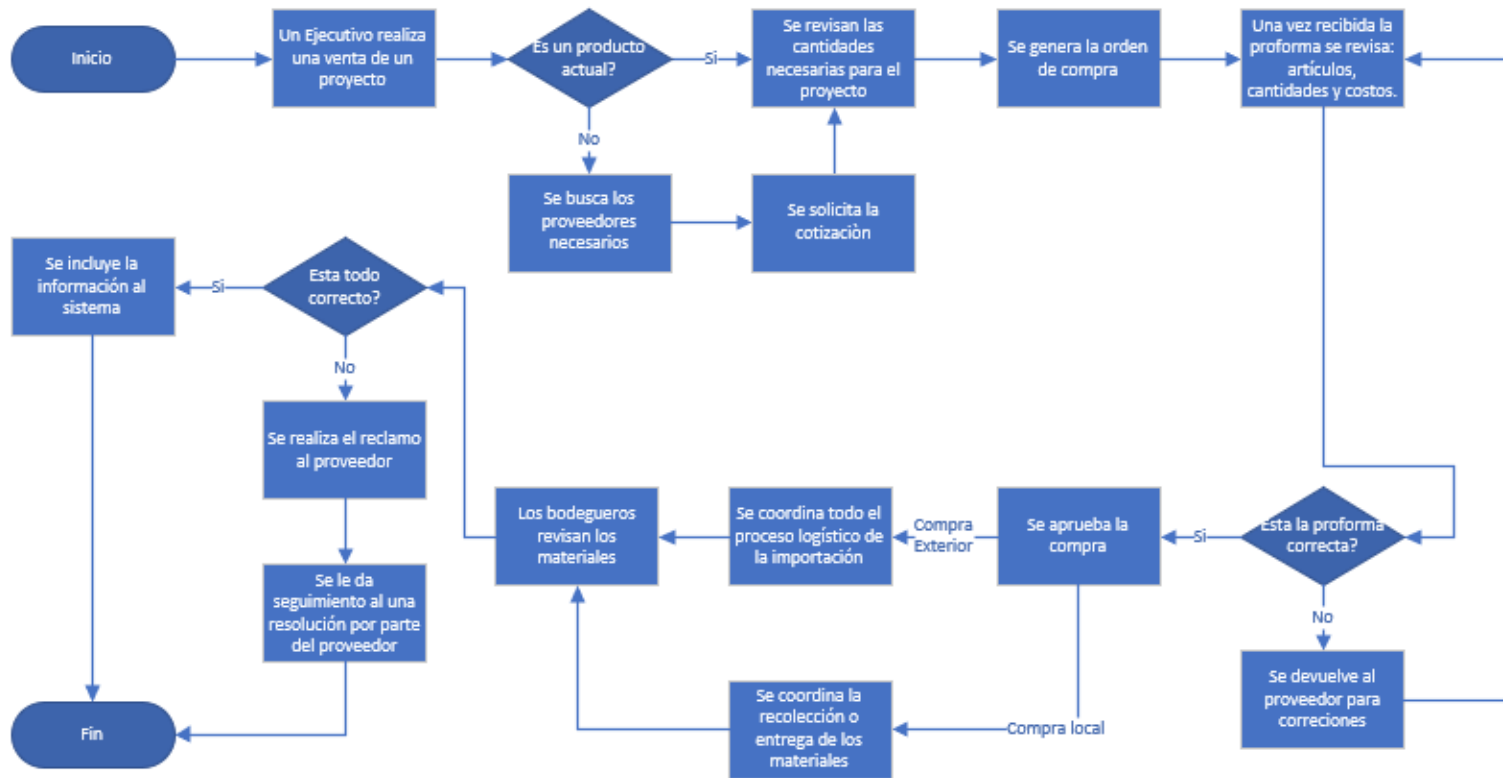 Inicio
Un Ejecutivo realiza
una venta de un
proyecto
Es un producto
actual?
Si
Se revisan las
cantidades
necesarias para el
proyecto
Se genera la orden
de compra
Una vez recibida la
proforma se revisa:
artículos,
cantidades y costos.
No
Se busca los
proveedores
necesarios
Se solicita la
cotizaciòn
Se incluye la
información al
sistema
Si
Esta todo
correcto?
No
Se realiza el reclamo
al proveedor
Los bodegueros
revisan los
materiales
Se coordina todo el
proceso logístico de
la importación
Compra
Exterior
Se aprueba la
compra
Si
Esta la proforma
correcta?
No
Se le da
seguimiento al una
resolución por parte
del proveedor
Se devuelve al
proveedor para
correciones
Fin
Se coordina la
recolección o
entrega de los
materiales
Compra local